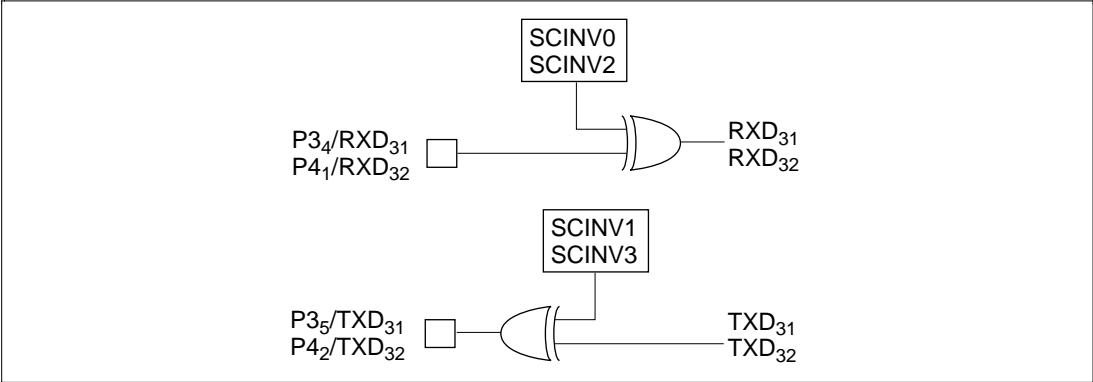 SCINV0
SCINV2
P3₄/RXD₃₁
P4₁/RXD₃₂
RXD₃₁
RXD₃₂
SCINV1
SCINV3
P3₅/TXD₃₁
P4₂/TXD₃₂
TXD₃₁
TXD₃₂